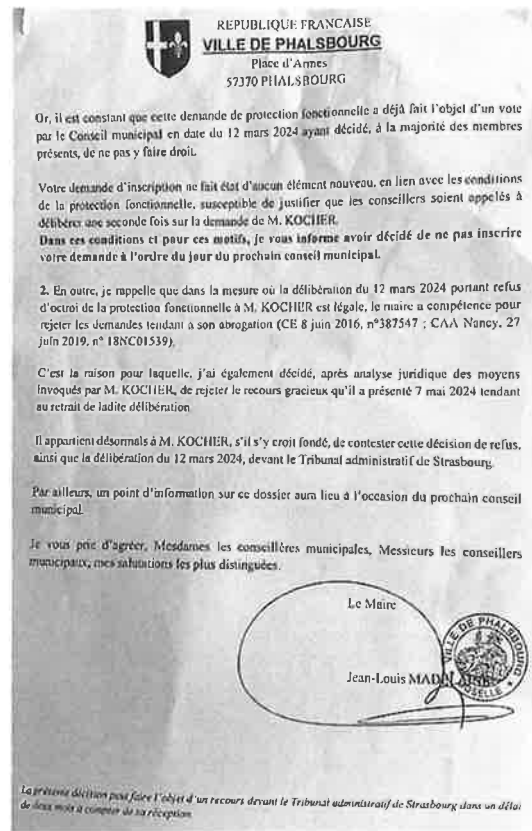 REPUBLIQUE FRANCAISE
VILLE DE PHALSBOURG
Place d'Armes
57370 PHALSBOURG
Or, il est constant que cette demande de protection fonctionnelle a déjà fait l'objet d'un vote
par le Conseil municipal en date du 12 mars 2024 ayant décidé, à la majorité des membres
présents, de ne pas y faire droit.
Votre demande d'inscription ne fait état d'aucun élément nouveau, en lien avec les conditions
de la protection fonctionnelle, susceptible de justifier que les conseillers soient appelés à
délibérer une seconde fois sur la demande de M. KOCHER.
Dans ces conditions et pour ces motifs, je vous informe avoir décidé de ne pas inscrire
votre demande à l'ordre du jour du prochain conseil municipal.
2. En outre, je rappelle que dans la mesure où la délibération du 12 mars 2024 portant refus
d'octroi de la protection fonctionnelle à M. KOCHER est légale, le maire a compétence pour
rejeter les demandes tendant à son abrogation (CE 8 juin 2016, n°387547 ; CAA Nancy, 27
juin 2019, n° 18NC01539).
C'est la raison pour laquelle, j'ai également décidé, après analyse juridique des moyens
invoqués par M. KOCHER, de rejeter le recours gracieux qu'il a présenté 7 mai 2024 tendant
au retrait de ladite délibération
Il appartient désormais à M. KOCHER, s'il s'y croit fondé, de contester cette décision de refus,
ainsi que la délibération du 12 mars 2024, devant le Tribunal administratif de Strasbourg.
Par ailleurs, un point d'information sur ce dossier aura lieu à l'occasion du prochain conseil
municipal.
Je vous prie d'agréer, Mesdames les conseillères municipales, Messieurs les conseillers
municipaux, mes salutations les plus distinguées.
Le Maire
Jean-Louis
VILLE DE PHALSBOURG
MOSELLE
La présente décision peut faire l'objet d'un recours devant le Tribunal administratif de Strasbourg dans un délai
de deux mois à compter de sa réception